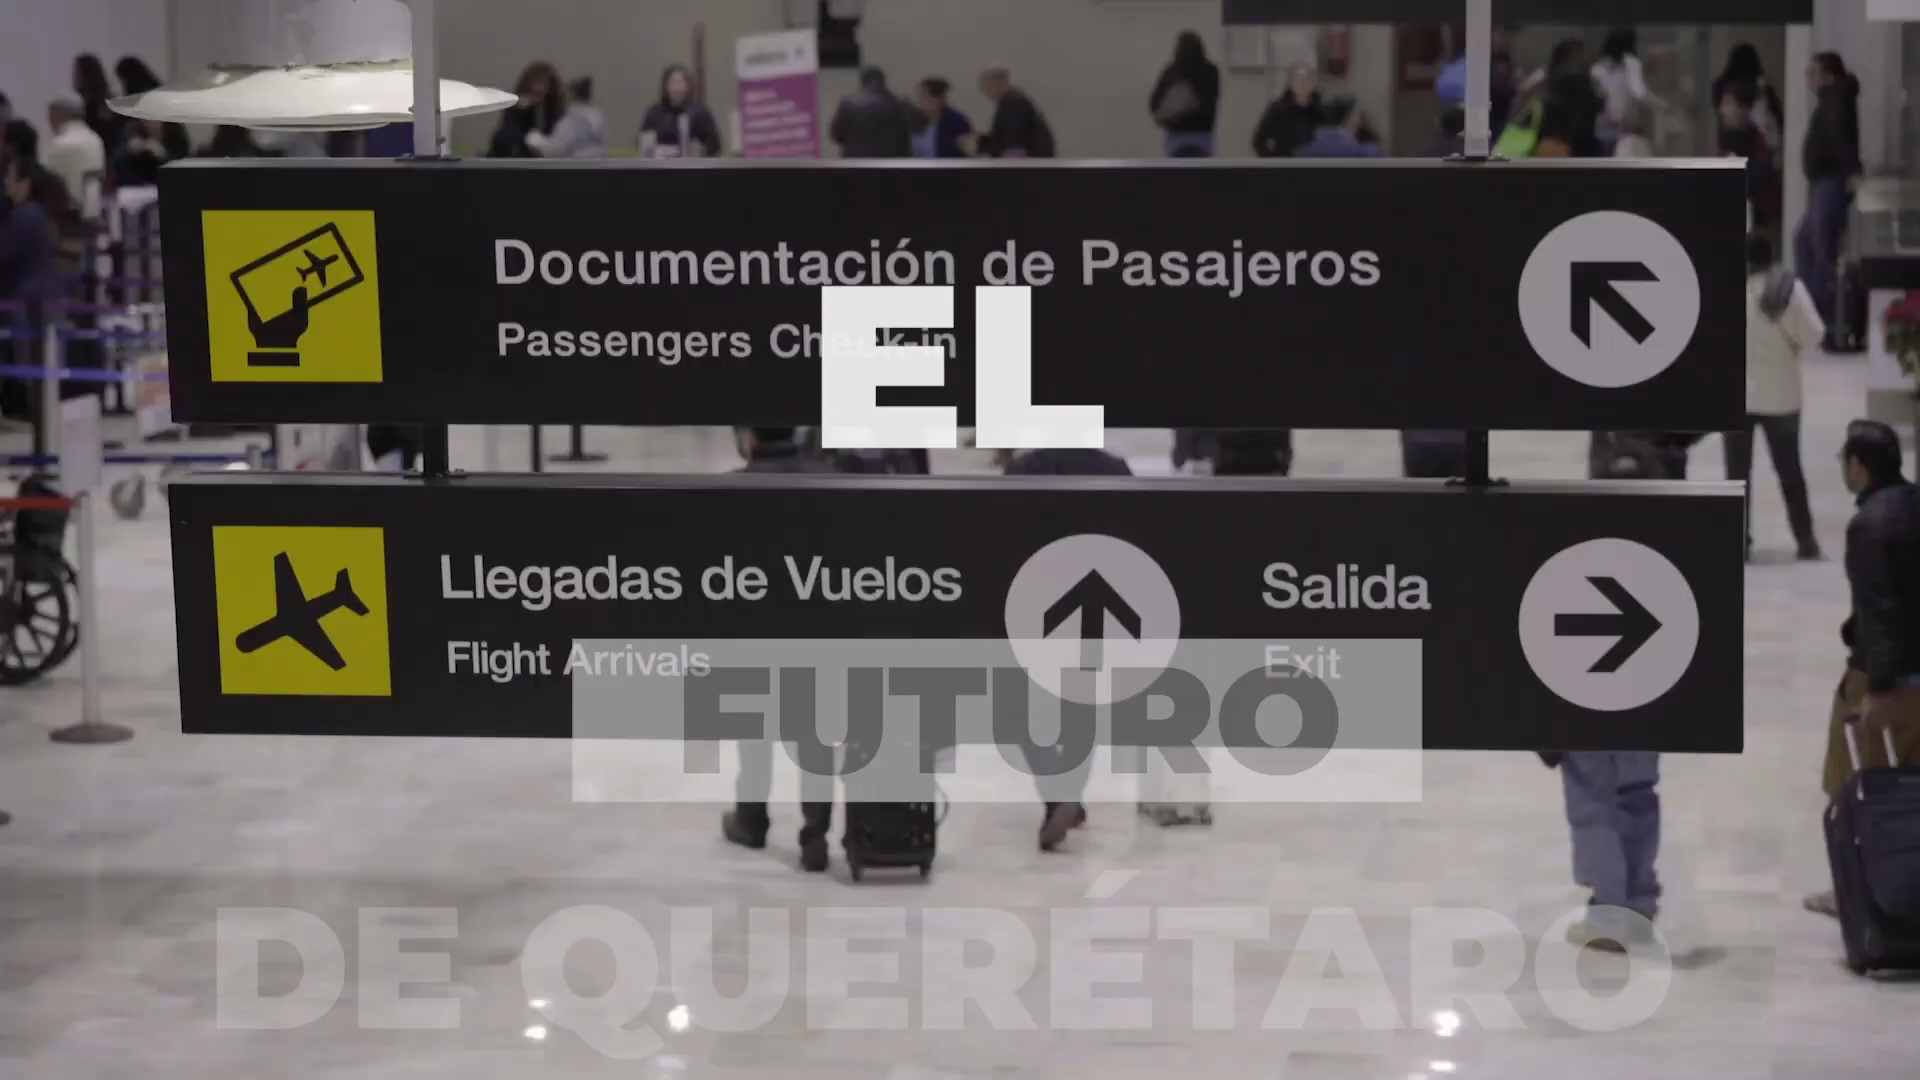 Documentación de Pasajeros
Passengers Check-in
EL
Llegadas de Vuelos
Flight Arrivals
Salida
Exit
FUTURO
DE QUERÉTARO